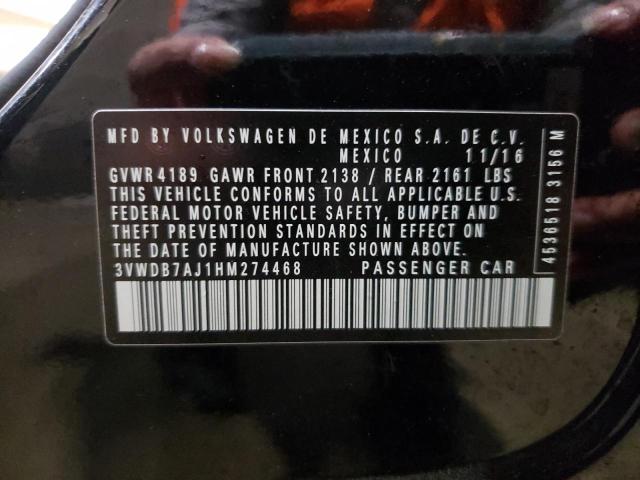 MFD BY VOLKSWAGEN DE MEXICO S.A. DE C.V.
MEXICO 11/16
GVWR 4189 GAWR FRONT 2138 / REAR 2161 LBS
THIS VEHICLE CONFORMS TO ALL APPLICABLE U.S.
FEDERAL MOTOR VEHICLE SAFETY, BUMPER AND
THEFT PREVENTION STANDARDS IN EFFECT ON
THE DATE OF MANUFACTURE SHOWN ABOVE.
3VWDB7AJ1HM274468 PASSENGER CAR
4536518 3156 M